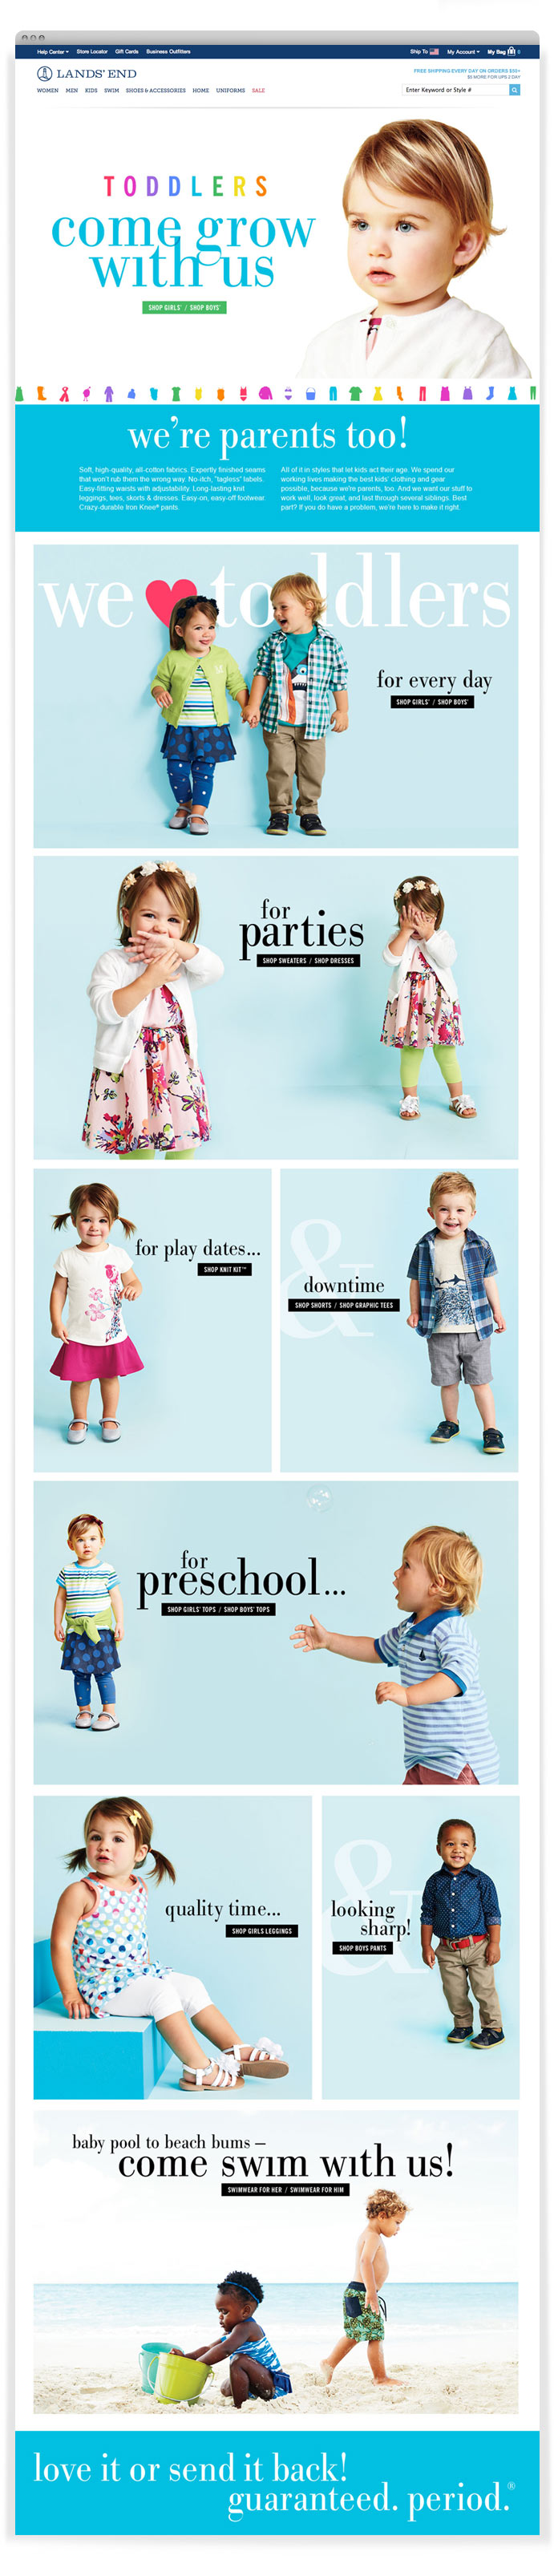 Help Center Store Locator Gift Cards Business Outfitters Ship To My Account My Bag 0
LANDS' END
FREE SHIPPING EVERY DAY ON ORDERS $50+
$5 MORE FOR UPS 2 DAY
WOMEN MEN KIDS SWIM SHOES & ACCESSORIES HOME UNIFORMS SALE
Enter Keyword or Style #
TODDLERS
come grow
with us
SHOP GIRLS' / SHOP BOYS'
we're parents too!
Soft, high-quality, all-cotton fabrics. Expertly finished seams
that won't rub them the wrong way. No-itch, "tagless" labels.
Easy-fitting waists with adjustability. Long-lasting knit
leggings, tees, skorts & dresses. Easy-on, easy-off footwear.
Crazy-durable Iron Knee® pants.
All of it in styles that let kids act their age. We spend our
working lives making the best kids' clothing and gear
possible, because we're parents, too. And we want our stuff to
work well, look great, and last through several siblings. Best
part? If you do have a problem, we're here to make it right.
we ♥ toddlers
for every day
SHOP GIRLS' / SHOP BOYS'
for
parties
SHOP SWEATERS / SHOP DRESSES
for play dates...
SHOP KNIT KIT™
&
downtime
SHOP SHORTS / SHOP GRAPHIC TEES
for
preschool...
SHOP GIRLS' TOPS / SHOP BOYS' TOPS
quality time...
SHOP GIRLS LEGGINGS
&
looking
sharp!
SHOP BOYS PANTS
baby pool to beach bums –
come swim with us!
SWIMWEAR FOR HER / SWIMWEAR FOR HIM
love it or send it back!
guaranteed. period.®